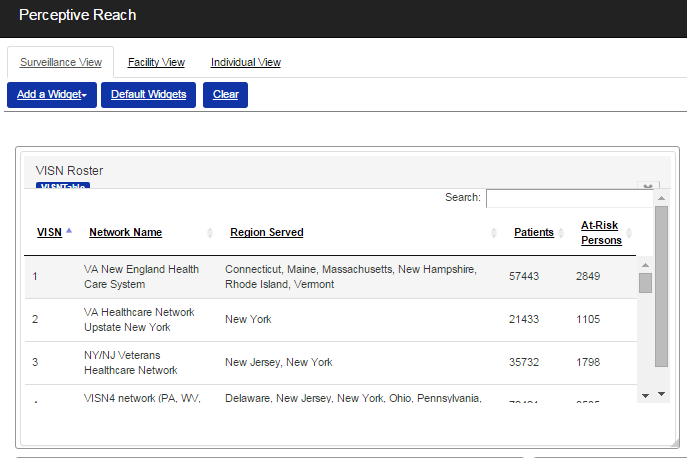 Perceptive Reach
Surveillance View Facility View Individual View
Add a Widget Default Widgets Clear
VISN Roster
VISNTable
Search:
VISN Network Name Region Served Patients At-Risk Persons
1 VA New England Health Care System Connecticut, Maine, Massachusetts, New Hampshire, Rhode Island, Vermont 57443 2849
2 VA Healthcare Network Upstate New York New York 21433 1105
3 NY/NJ Veterans Healthcare Network New Jersey, New York 35732 1798
VISN4 network (PA, WV, Delaware, New Jersey, New York, Ohio, Pennsylvania,